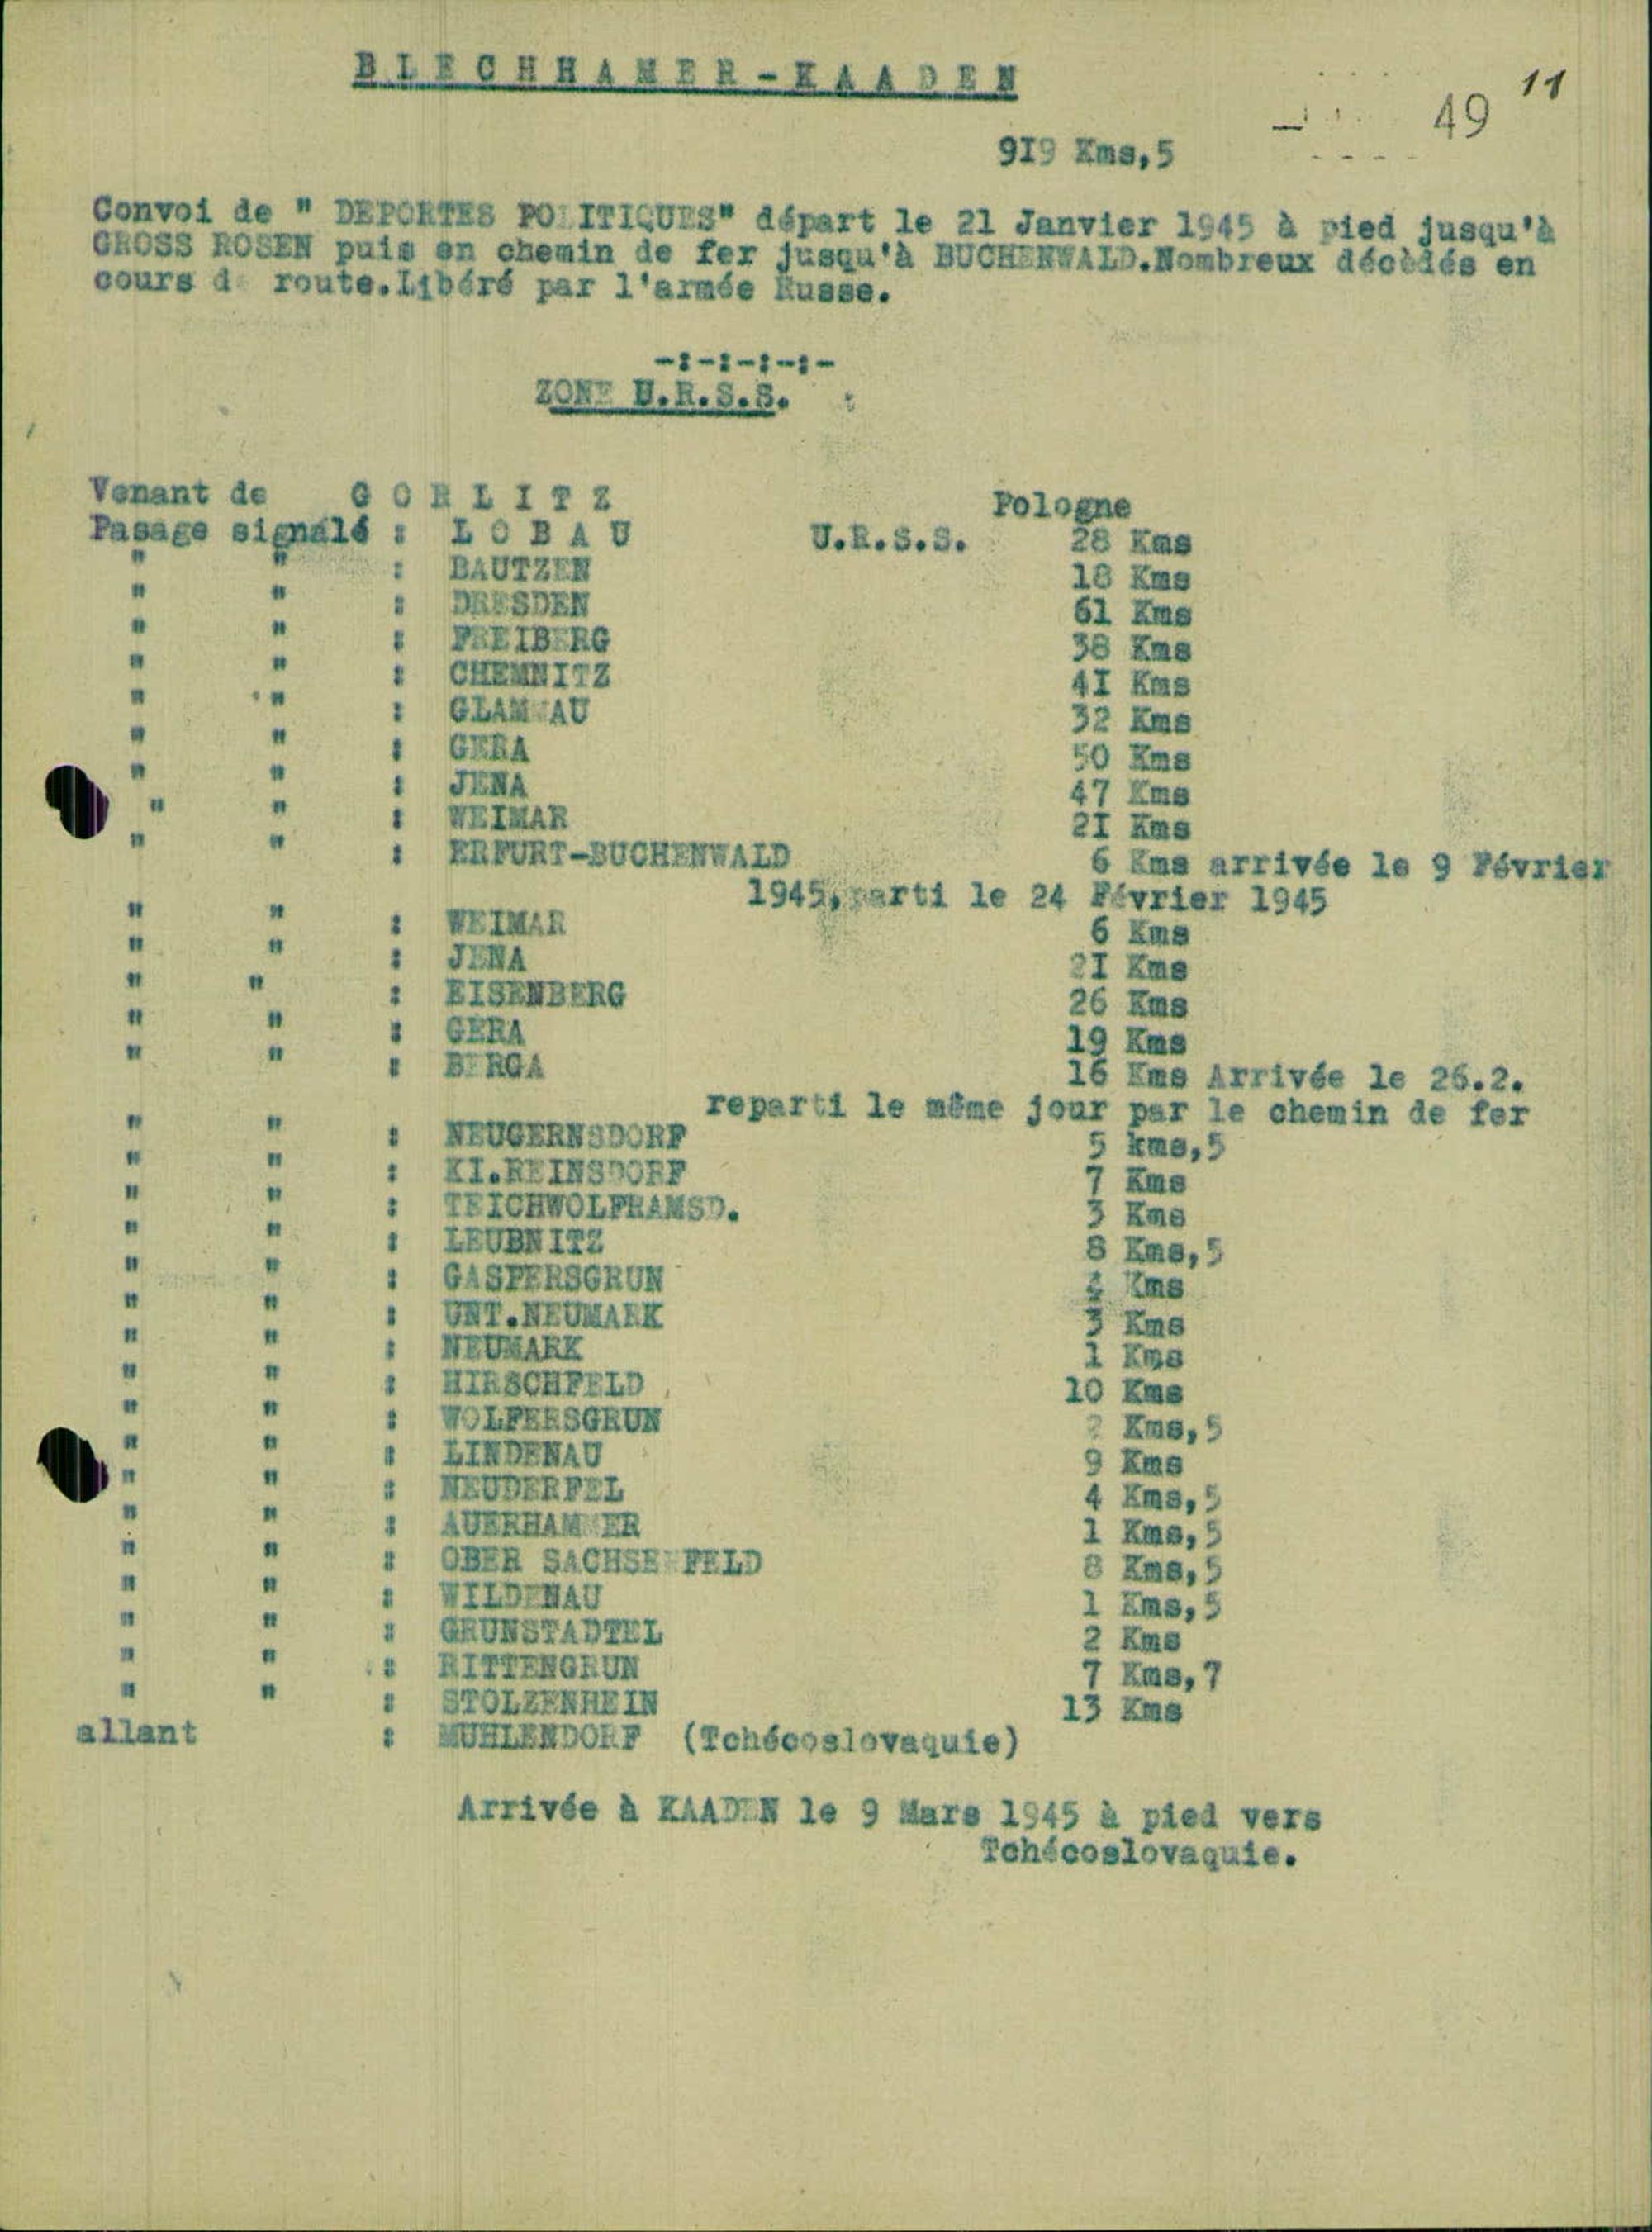 BLECHHAMER-KAADEN
11
49
9I9 Kms,5
Convoi de " DEPORTES POLITIQUES" départ le 21 Janvier 1945 à pied jusqu'à
GROSS ROSEN puis en chemin de fer jusqu'à BUCHENWALD.Nombreux décédés en
cours de route.Libéré par l'armée Russe.
-:-:-:-:-
ZONE U.R.S.S.
Venant de G O R L I T Z Pologne
Pasage signalé : L O B A U U.R.S.S. 28 Kms
" " : BAUTZEN 18 Kms
" " : DRESDEN 61 Kms
" " : FREIBERG 38 Kms
" " : CHEMNITZ 4I Kms
" " : GLAMHAU 32 Kms
" " : GERA 50 Kms
" " : JENA 47 Kms
" " : WEIMAR 2I Kms
" " : ERFURT-BUCHENWALD 6 Kms arrivée le 9 Février
1945, parti le 24 Février 1945
" " : WEIMAR 6 Kms
" " : JENA 2I Kms
" " : EISENBERG 26 Kms
" " : GERA 19 Kms
" " : BERGA 16 Kms Arrivée le 26.2.
reparti le même jour par le chemin de fer
" " : NEUGERNSDORF 5 kms,5
" " : KI.REINSDORF 7 Kms
" " : TEICHWOLFRAMSD. 3 Kms
" " : LEUBNITZ 8 Kms,5
" " : GASPERSGRUN Kms
" " : UNT.NEUMARK 3 Kms
" " : NEUMARK 1 Kms
" " : HIRSCHFELD 10 Kms
" " : WOLFERSGRUN 2 Kms,5
" " : LINDENAU 9 Kms
" " : NEUDERFEL 4 Kms,5
" " : AUERHAMMER 1 Kms,5
" " : OBER SACHSENFELD 8 Kms,5
" " : WILDENAU 1 Kms,5
" " : GRUNSTADTEL 2 Kms
" " : RITTENGRUN 7 Kms,7
" " : STOLZENHEIN 13 Kms
allant : MUHLENDORF (Tchécoslovaquie)
Arrivée à KAADEN le 9 Mars 1945 à pied vers
Tchécoslovaquie.